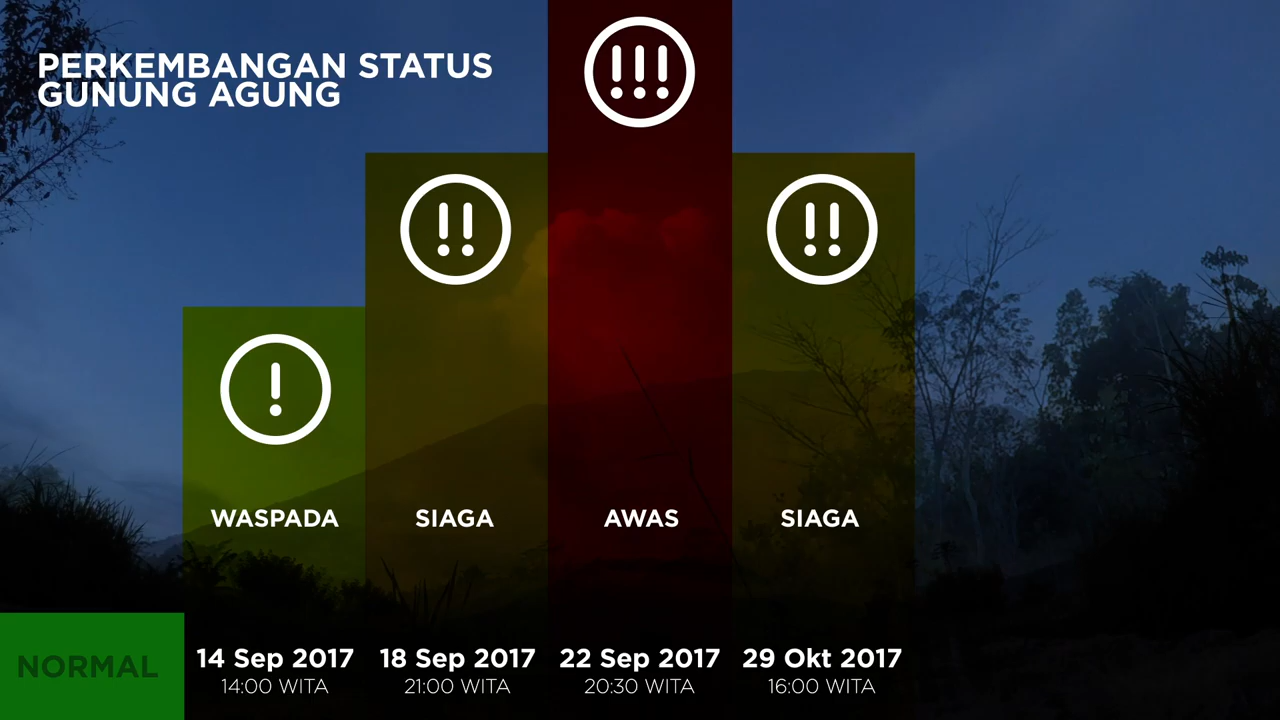 PERKEMBANGAN STATUS
GUNUNG AGUNG
WASPADA
SIAGA
AWAS
SIAGA
NORMAL
14 Sep 2017
14:00 WITA
18 Sep 2017
21:00 WITA
22 Sep 2017
20:30 WITA
29 Okt 2017
16:00 WITA